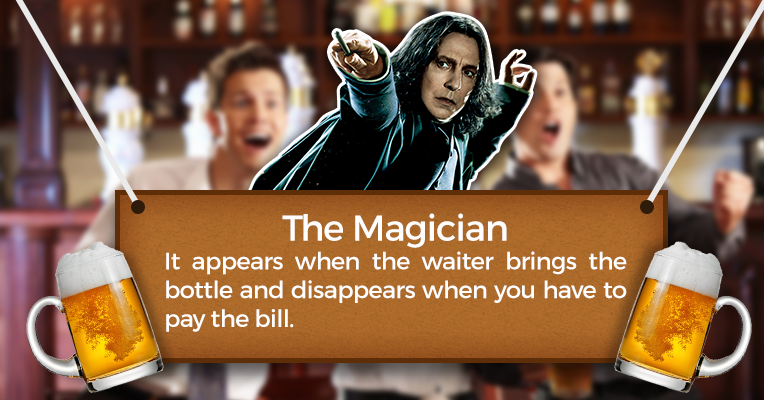 The Magician
It appears when the waiter brings the
bottle and disappears when you have to
pay the bill.